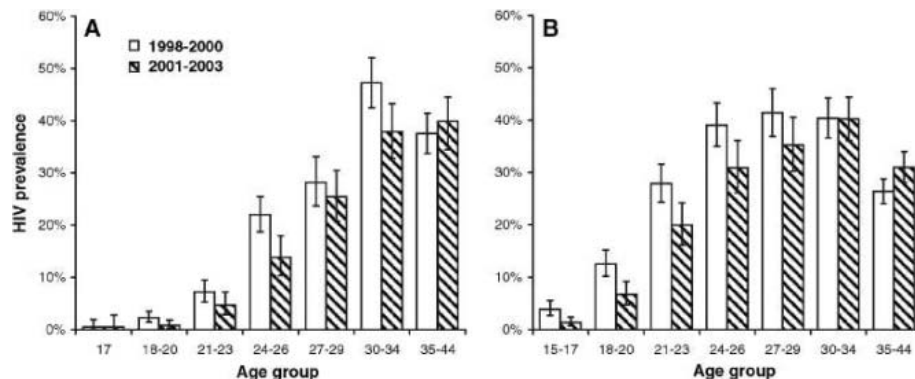 A
1998-2000
2001-2003
HIV prevalence
60%
50%
40%
30%
20%
10%
0%
17 18-20 21-23 24-26 27-29 30-34 35-44
Age group
B
60%
50%
40%
30%
20%
10%
0%
15-17 18-20 21-23 24-26 27-29 30-34 35-44
Age group